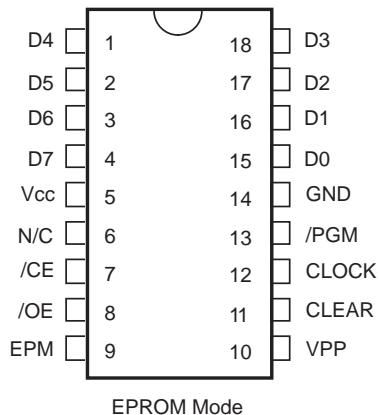 D4 1 18 D3
D5 2 17 D2
D6 3 16 D1
D7 4 15 D0
Vcc 5 14 GND
N/C 6 13 /PGM
/CE 7 12 CLOCK
/OE 8 11 CLEAR
EPM 9 10 VPP
EPROM Mode